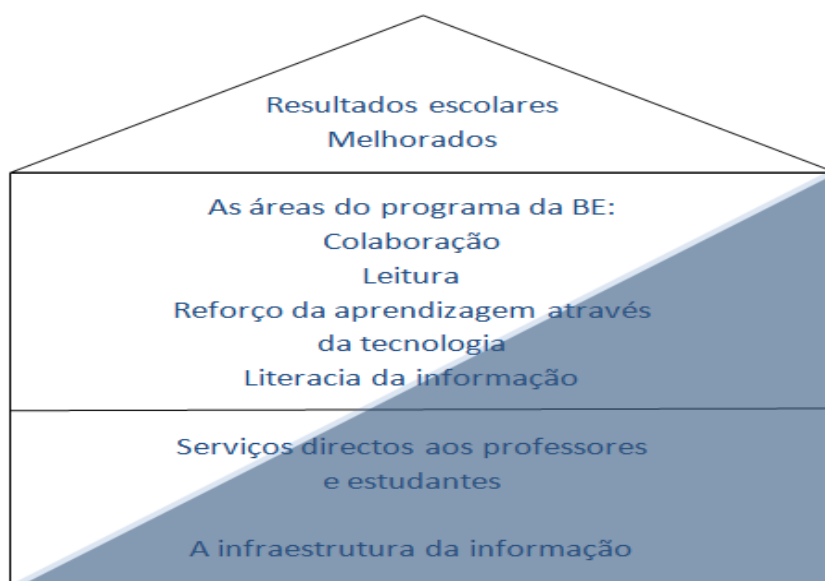 Resultados escolares
Melhorados
As áreas do programa da BE:
Colaboração
Leitura
Reforço da aprendizagem através
da tecnologia
Literacia da informação
Serviços directos aos professores
e estudantes
A infraestrutura da informação